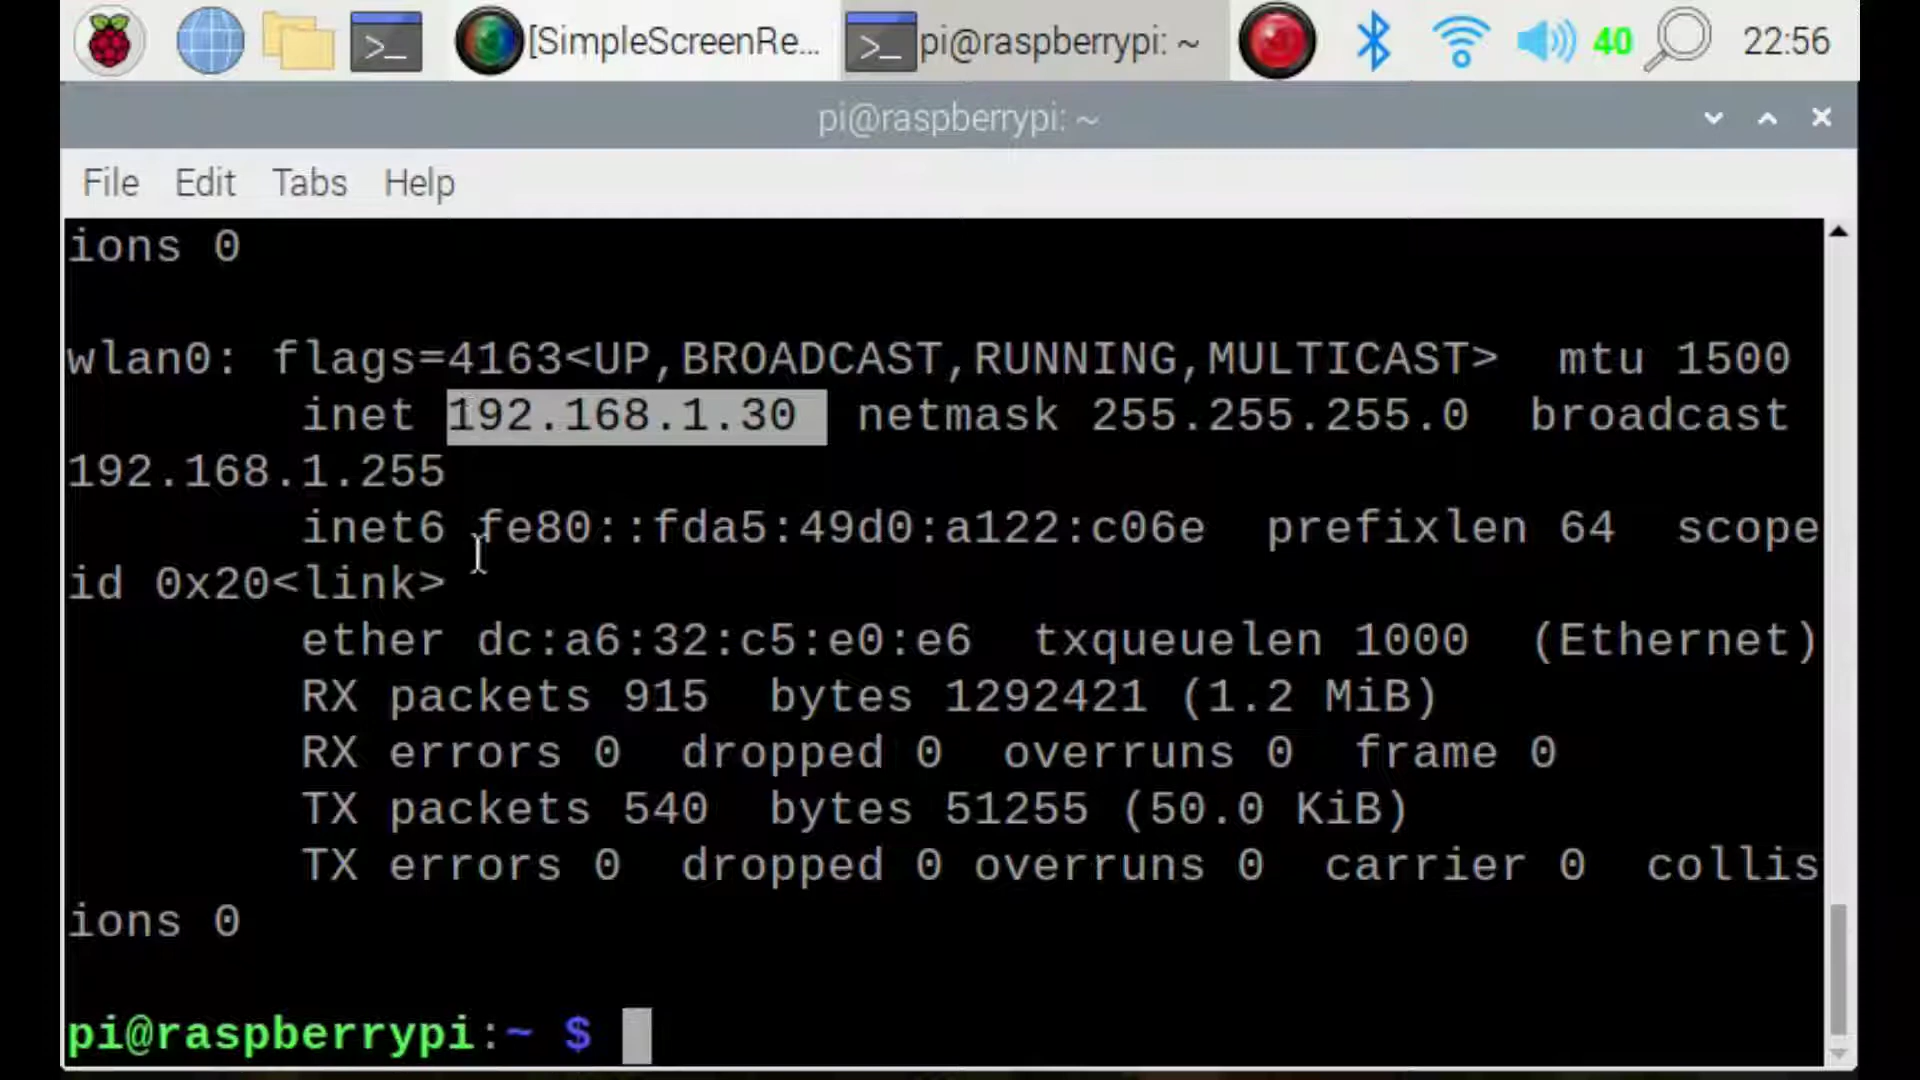 [SimpleScreenRe... pi@raspberrypi: ~ 40 22:56
pi@raspberrypi: ~
File Edit Tabs Help
ions 0
wlan0: flags=4163<UP,BROADCAST,RUNNING,MULTICAST>  mtu 1500
inet 192.168.1.30  netmask 255.255.255.0  broadcast
192.168.1.255
inet6 fe80::fda5:49d0:a122:c06e  prefixlen 64  scope
id 0x20<link>
ether dc:a6:32:c5:e0:e6  txqueuelen 1000  (Ethernet)
RX packets 915  bytes 1292421 (1.2 MiB)
RX errors 0  dropped 0  overruns 0  frame 0
TX packets 540  bytes 51255 (50.0 KiB)
TX errors 0  dropped 0 overruns 0  carrier 0  collis
ions 0
pi@raspberrypi:~ $